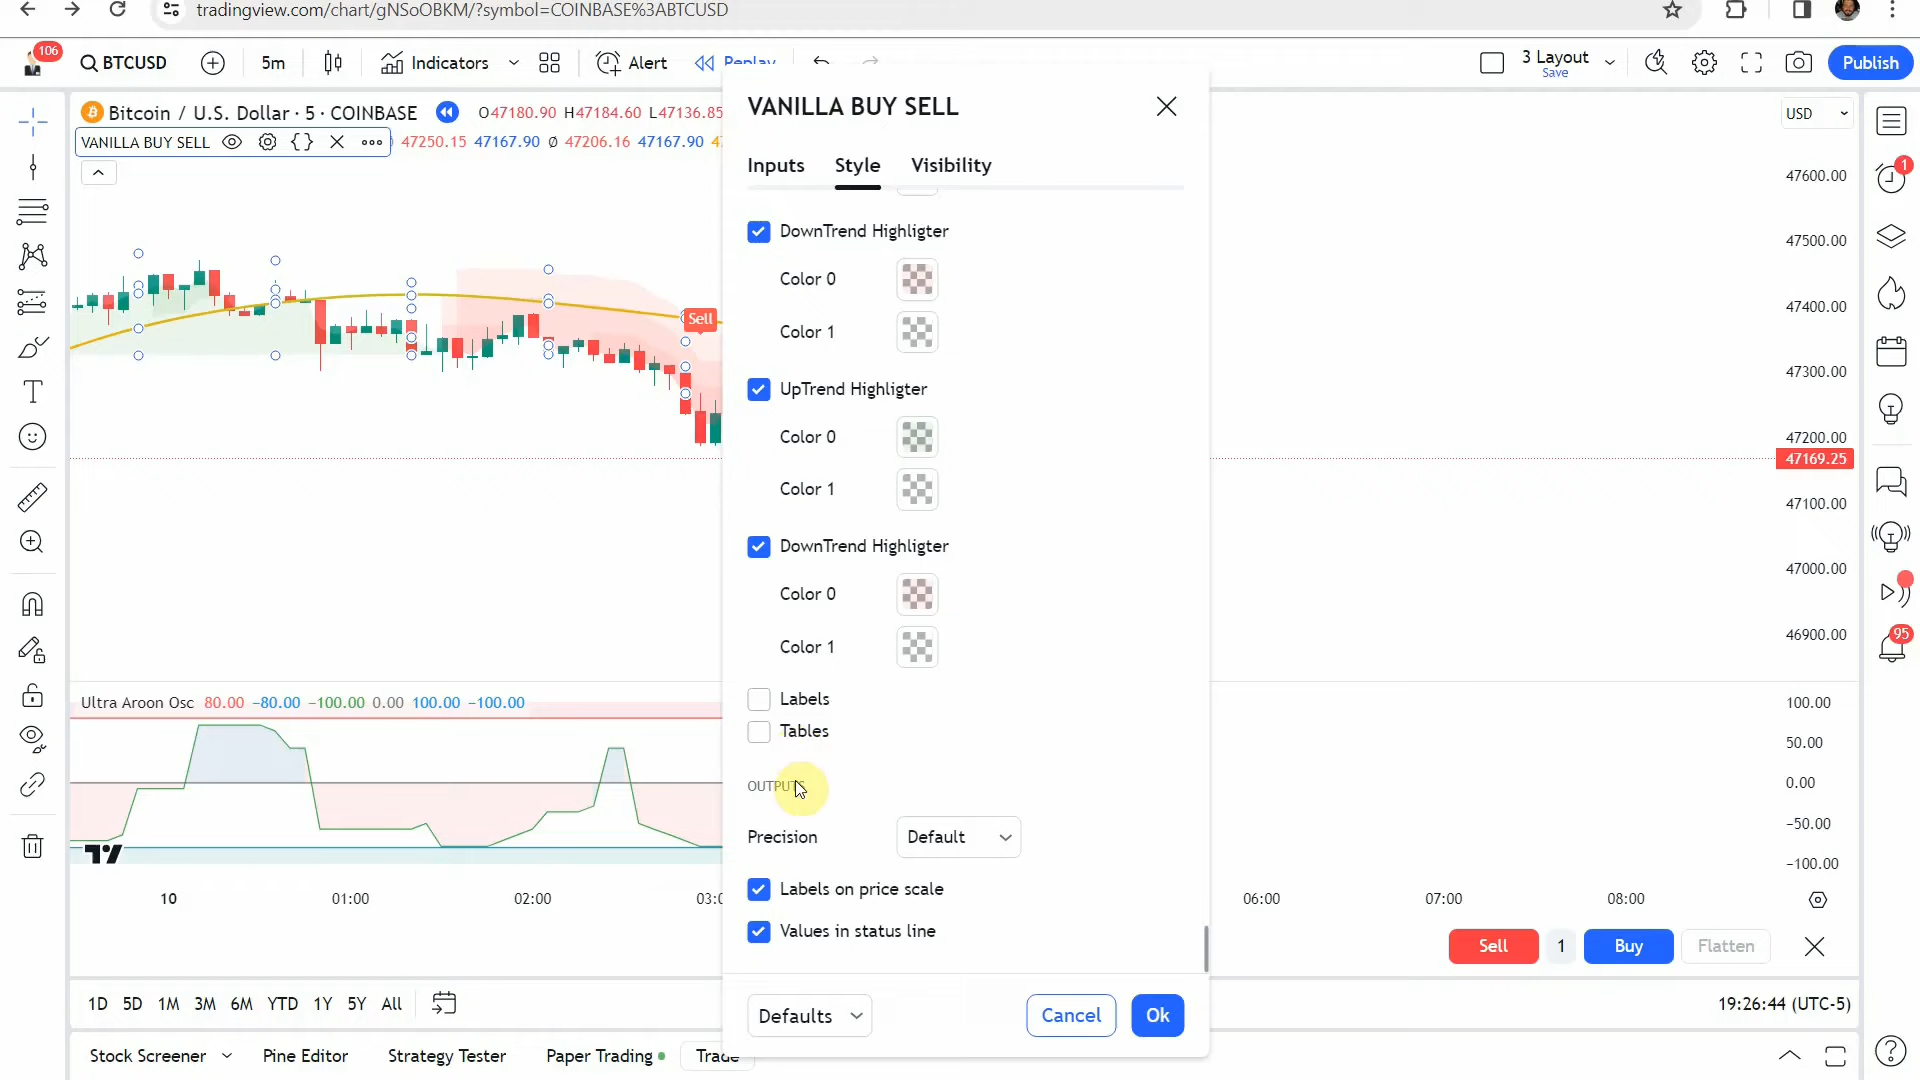 tradingview.com/chart/gNSoOBKM/?symbol=COINBASE%3ABTCUSD
106
BTCUSD
5m
Indicators
Alert
Replay
3 Layout
Save
Publish
Bitcoin / U.S. Dollar · 5 · COINBASE
O47180.90 H47184.60 L47136.85
VANILLA BUY SELL
47250.15 47167.90 Ø 47206.16 47167.90
USD
1
47600.00
47500.00
47400.00
47300.00
47200.00
47169.25
47100.00
47000.00
46900.00
95
Sell
VANILLA BUY SELL
Inputs Style Visibility
DownTrend Highligter
Color 0
Color 1
UpTrend Highligter
Color 0
Color 1
DownTrend Highligter
Color 0
Color 1
Labels
Tables
Precision
Default
Labels on price scale
Values in status line
Defaults
Cancel
Ok
Ultra Aroon Osc 80.00 −80.00 −100.00 0.00 100.00 −100.00
100.00
50.00
0.00
−50.00
−100.00
10 01:00 02:00 06:00 07:00 08:00
Sell 1 Buy Flatten
1D 5D 1M 3M 6M YTD 1Y 5Y All
19:26:44 (UTC-5)
Stock Screener Pine Editor Strategy Tester Paper Trading Trade